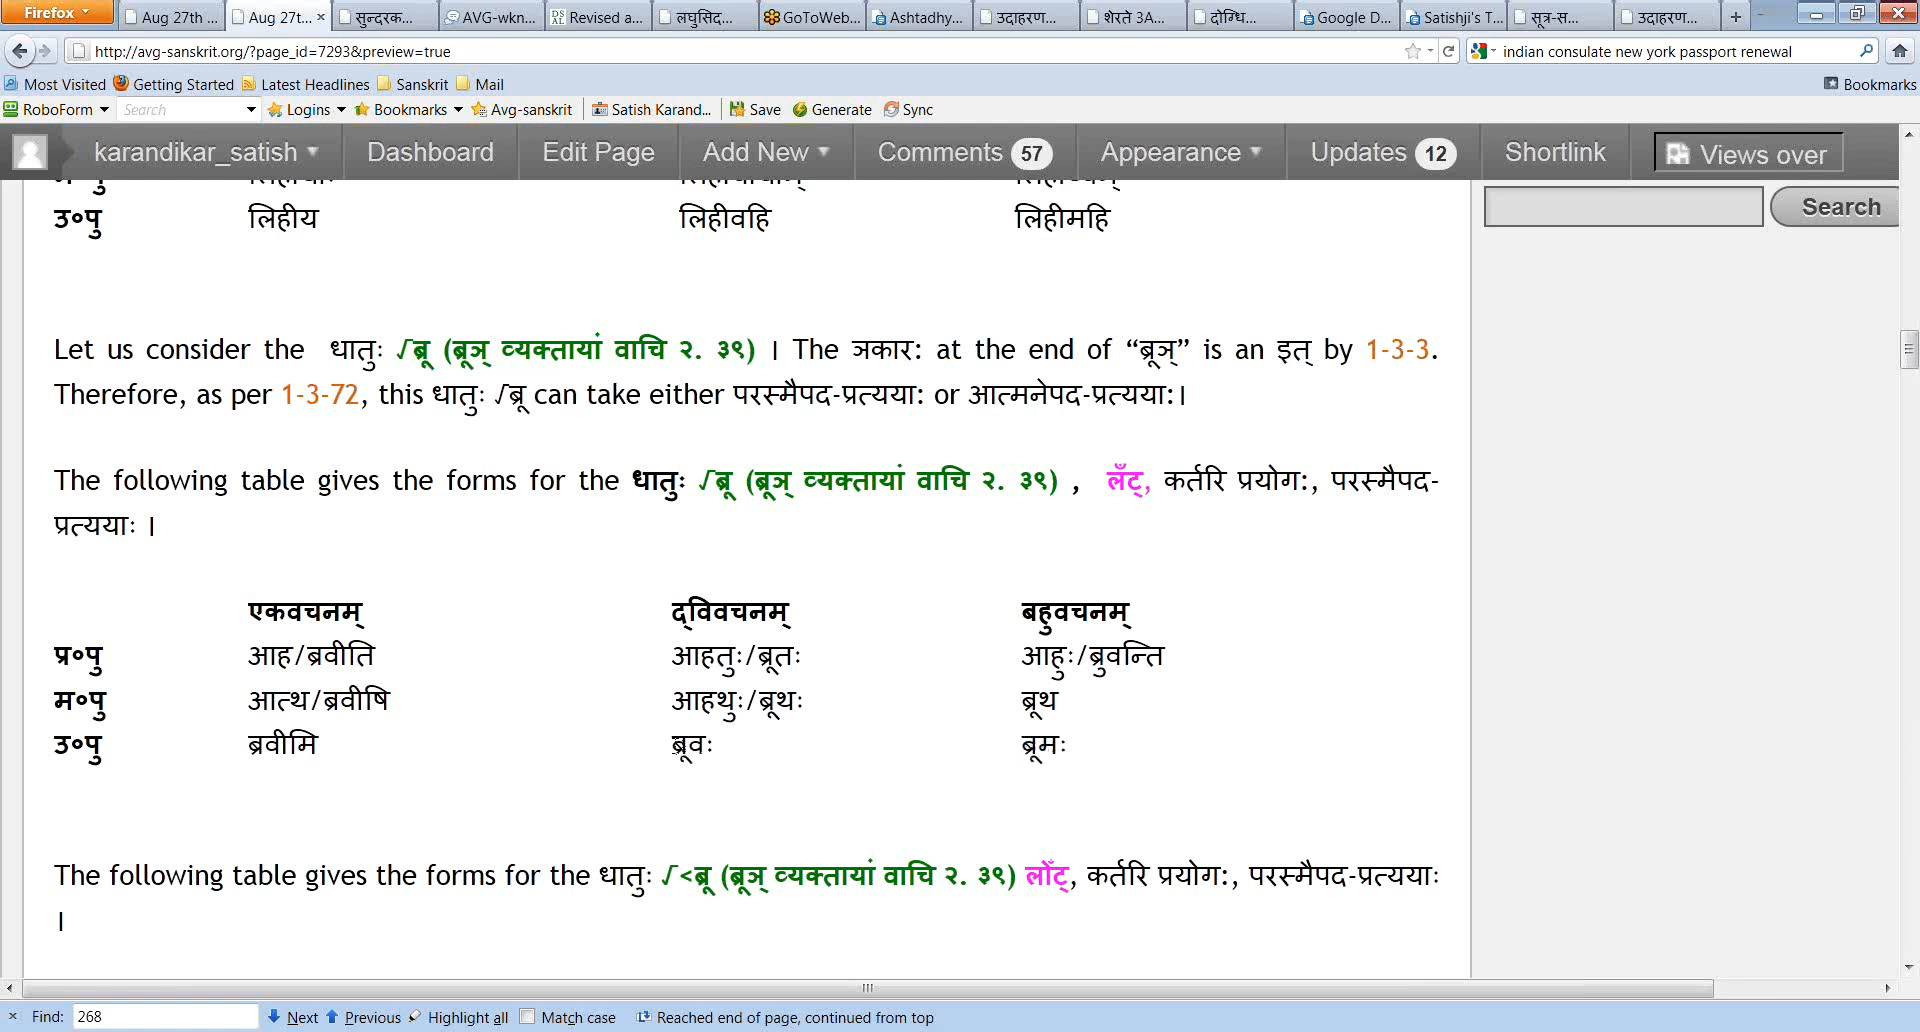 Firefox
Aug 27th ...
Aug 27t...
सुन्दरक...
AVG-wkn...
Revised a...
लघुसिद्...
GoToWeb...
Ashtadhy...
उदाहरण...
शेरते 3A...
दोग्धि...
Google D...
Satishji's T...
सूत्र-स...
उदाहरण...
http://avg-sanskrit.org/?page_id=7293&preview=true
indian consulate new york passport renewal
Most Visited Getting Started Latest Headlines Sanskrit Mail Bookmarks
RoboForm Search Logins Bookmarks Avg-sanskrit Satish Karand... Save Generate Sync
karandikar_satish Dashboard Edit Page Add New Comments 57 Appearance Updates 12 Shortlink Views over
Search
उ०पु लिहीय लिहीवहि लिहीमहि
Let us consider the धातुः √ब्रू (ब्रूञ् व्यक्तायां वाचि २. ३९) । The ञकार: at the end of “ब्रूञ्” is an इत् by 1-3-3.
Therefore, as per 1-3-72, this धातुः √ब्रू can take either परस्मैपद-प्रत्यया: or आत्मनेपद-प्रत्यया:।
The following table gives the forms for the धातुः √ब्रू (ब्रूञ् व्यक्तायां वाचि २. ३९) , लँट्, कर्तरि प्रयोग:, परस्मैपद-
प्रत्ययाः ।
एकवचनम् द्विवचनम् बहुवचनम्
प्र०पु आह/ब्रवीति आहतुः/ब्रूतः आहुः/ब्रुवन्ति
म०पु आत्थ/ब्रवीषि आहथुः/ब्रूथः ब्रूथ
उ०पु ब्रवीमि ब्रूवः ब्रूमः
The following table gives the forms for the धातुः √<ब्रू (ब्रूञ् व्यक्तायां वाचि २. ३९) लोँट्, कर्तरि प्रयोग:, परस्मैपद-प्रत्ययाः
।
× Find: 268 Next Previous Highlight all Match case Reached end of page, continued from top